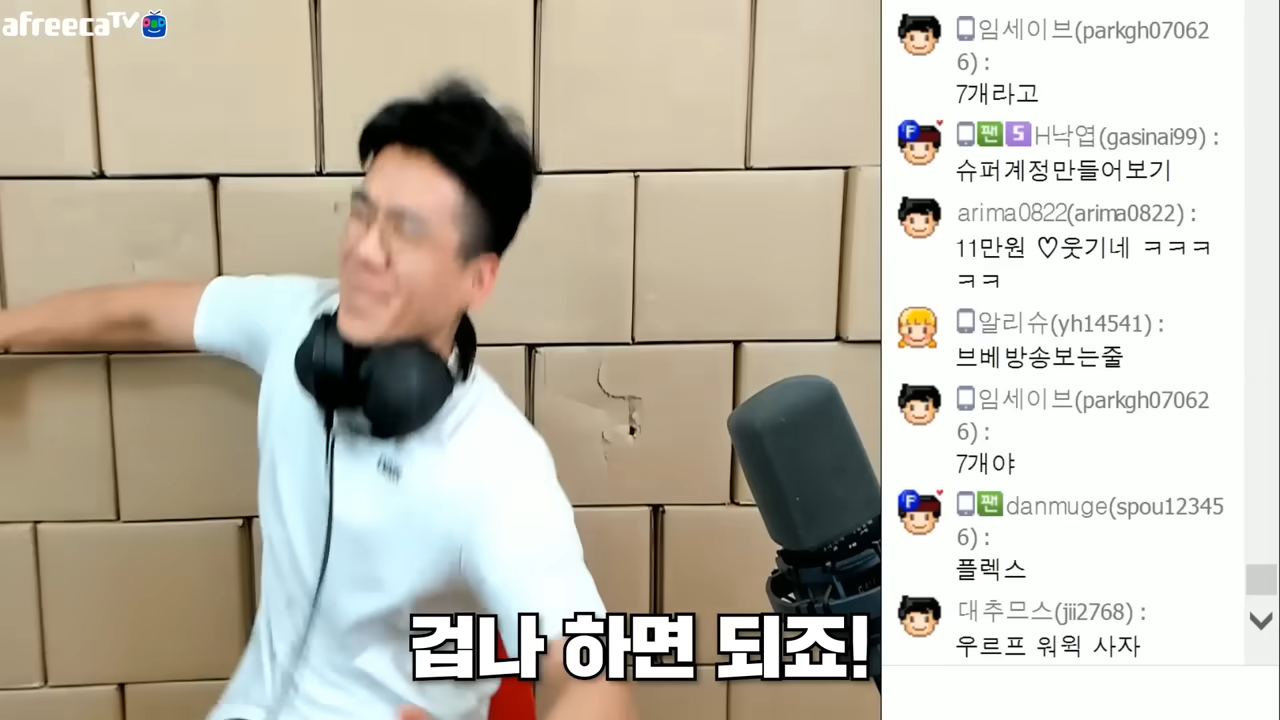 afreecaTV
임세이브(parkgh07062
6) :
7개라고
팬 S H낙엽(gasinai99) :
슈퍼계정만들어보기
arima0822(arima0822) :
11만원 ♡웃기네 ㅋㅋㅋ
ㅋㅋ
알리슈(yh14541) :
브베방송보는줄
임세이브(parkgh07062
6) :
7개야
팬 danmuge(spou12345
6) :
플렉스
대추므스(jii2768) :
우르프 워윅 사자
겁나 하면 되죠!